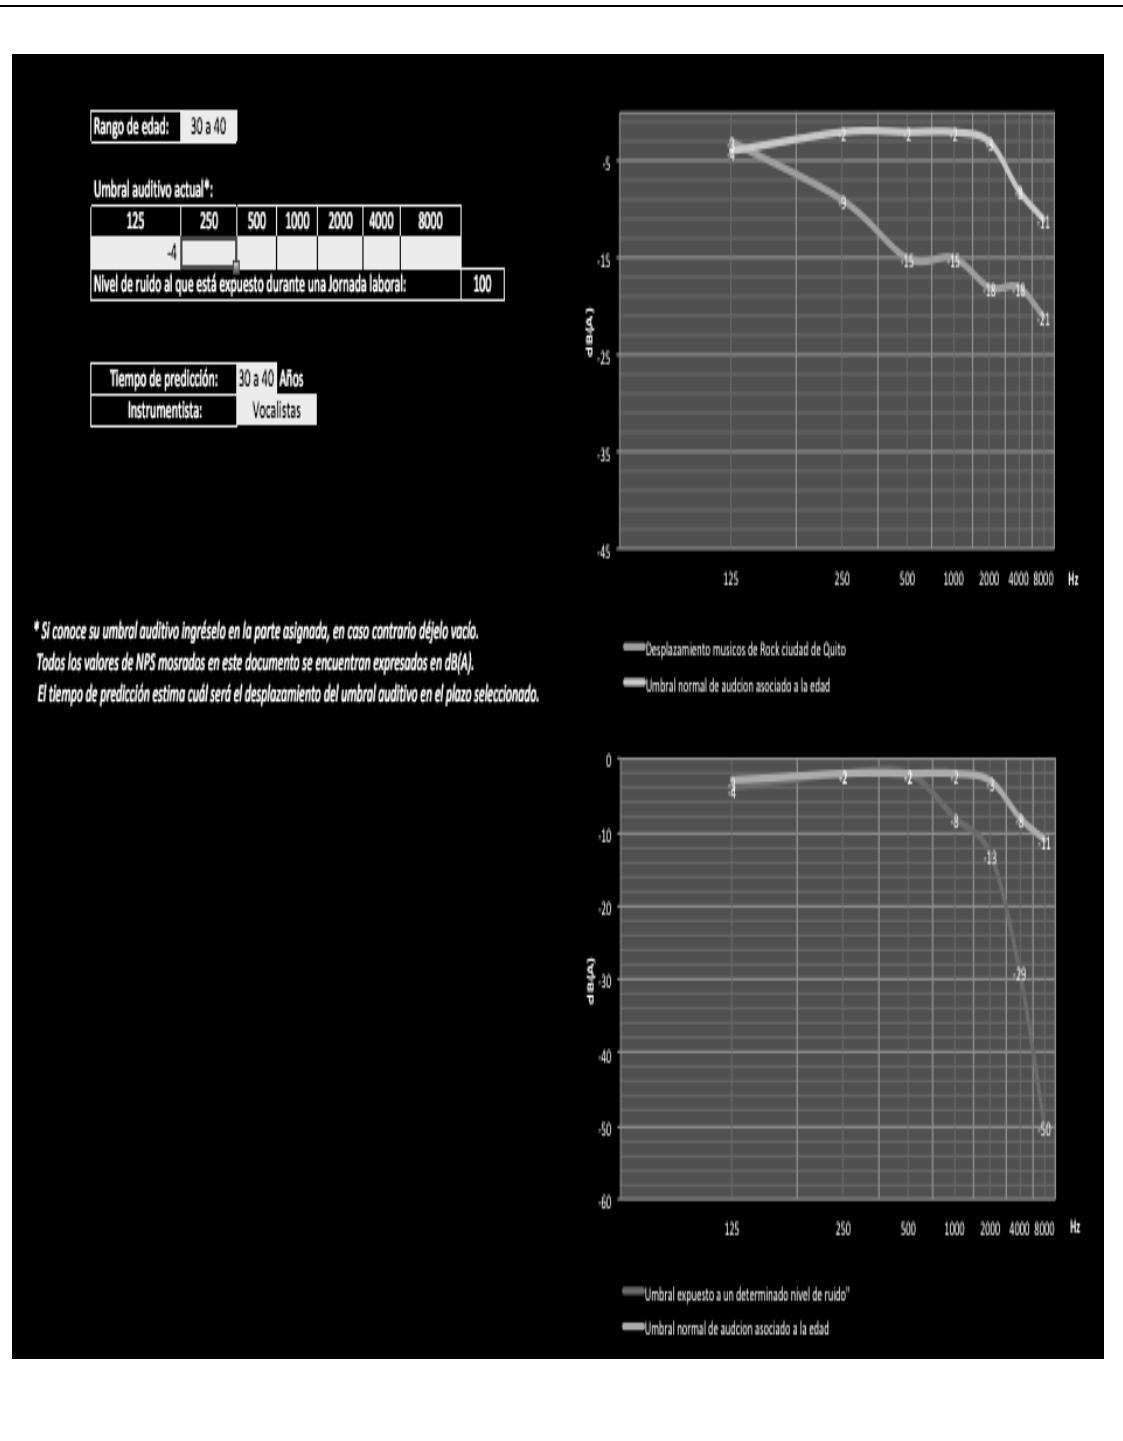 Rango de edad: 30 a 40
Umbral auditivo actual*:
125 250 500 1000 2000 4000 8000
-4
Nivel de ruido al que está expuesto durante una Jornada laboral: 100
Tiempo de predicción: 30 a 40 Años
Instrumentista: Vocalistas
* Si conoce su umbral auditivo ingréselo en la parte asignada, en caso contrario déjelo vacío.
Todos los valores de NPS mosrados en este documento se encuentran expresados en dB(A).
El tiempo de predicción estima cuál será el desplazamiento del umbral auditivo en el plazo seleccionado.
-5
-15
-25
-35
-45
dB(A)
-4 -2 -2 -2 -3 -8 -11
-3 -9 -15 -15 -18 -18 -21
125 250 500 1000 2000 4000 8000 Hz
Desplazamiento musicos de Rock ciudad de Quito
Umbral normal de audcion asociado a la edad
0
-10
-20
-30
-40
-50
-60
dB(A)
-3 -2 -2 -2 -3 -8 -11
-4 -8 -13 -29 -50
125 250 500 1000 2000 4000 8000 Hz
Umbral expuesto a un determinado nivel de ruido"
Umbral normal de audcion asociado a la edad